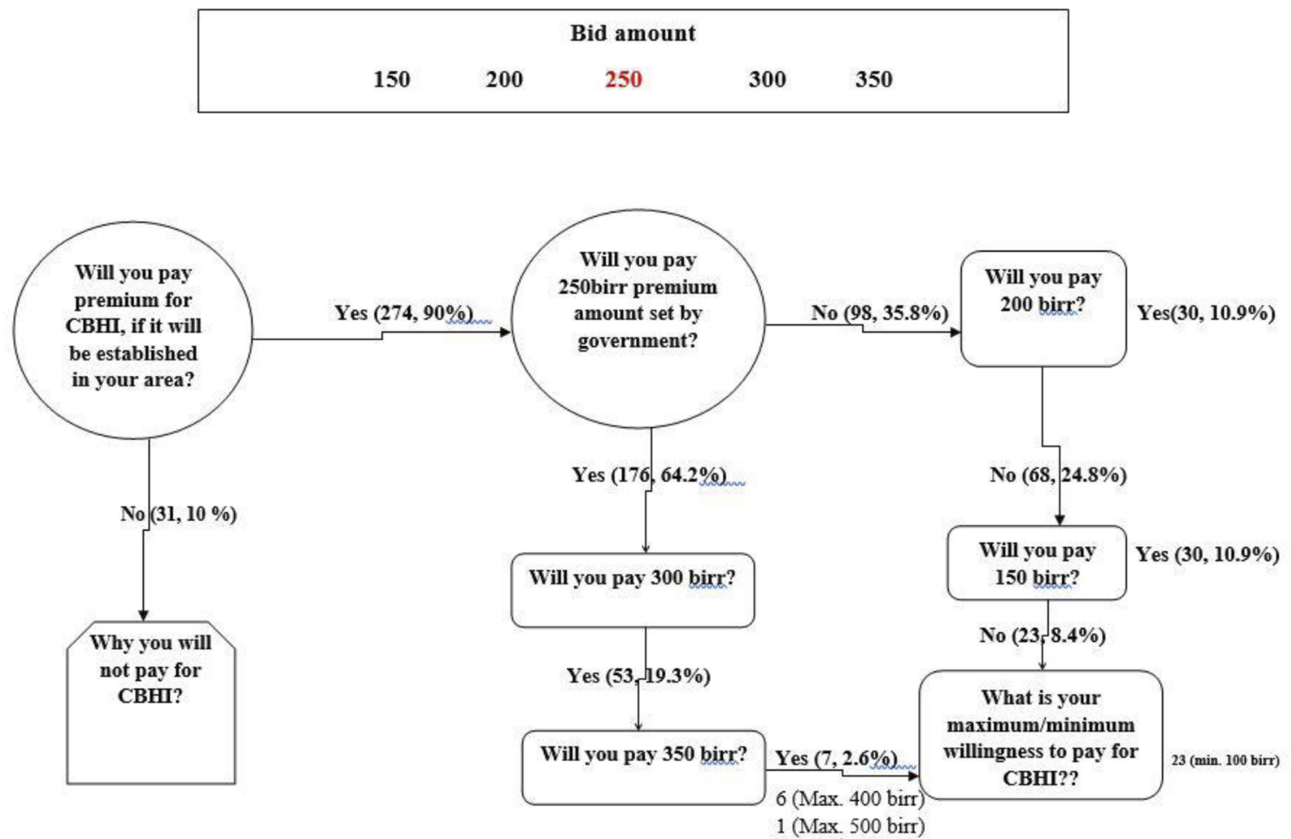 Bid amount
150 200 250 300 350
Will you pay
premium for
CBHI, if it will
be established
in your area?
Yes (274, 90%)
Will you pay
250birr premium
amount set by
government?
No (98, 35.8%)
Will you pay
200 birr?
Yes(30, 10.9%)
No (31, 10 %)
Yes (176, 64.2%)
No (68, 24.8%)
Will you pay 300 birr?
Will you pay
150 birr?
Yes (30, 10.9%)
Why you will
not pay for
CBHI?
Yes (53, 19.3%)
No (23, 8.4%)
Will you pay 350 birr?
Yes (7, 2.6%)
6 (Max. 400 birr)
1 (Max. 500 birr)
What is your
maximum/minimum
willingness to pay for
CBHI??
23 (min. 100 birr)